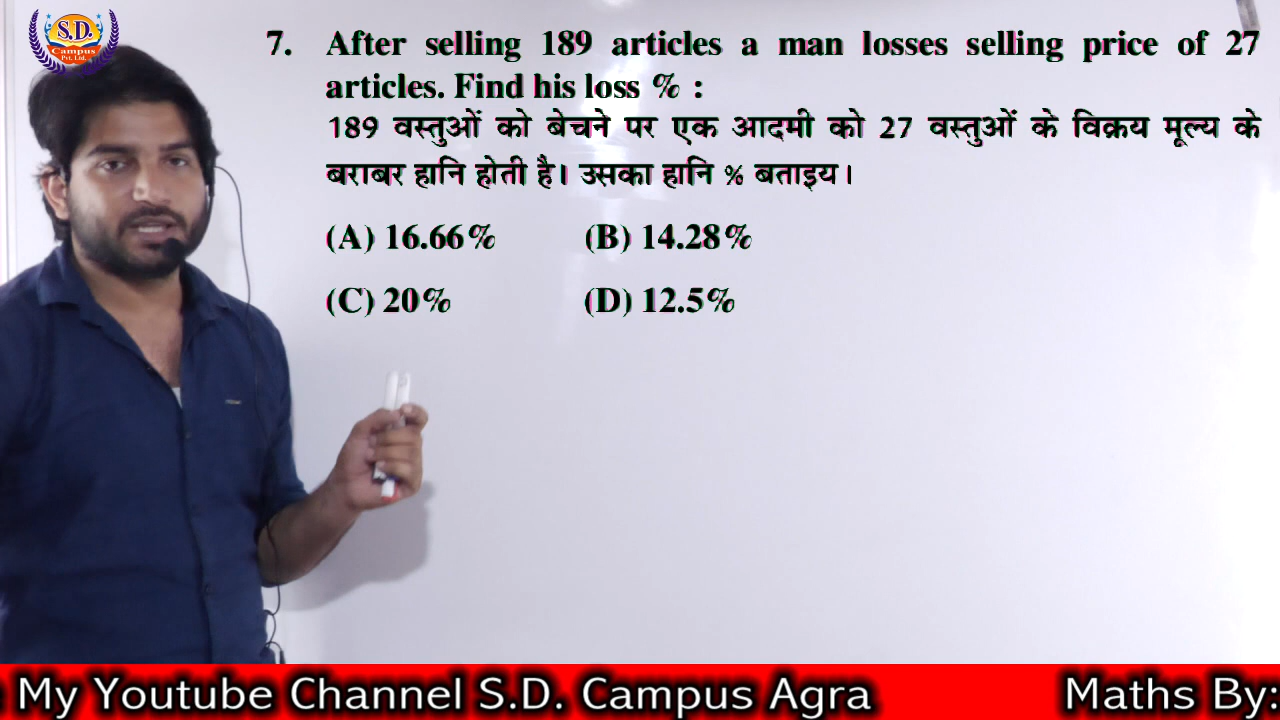 S.D.
Campus
Pvt. Ltd.
7. After selling 189 articles a man losses selling price of 27
articles. Find his loss % :
189 वस्तुओं को बेचने पर एक आदमी को 27 वस्तुओं के विक्रय मूल्य के
बराबर हानि होती है। उसका हानि % बताइय।
(A) 16.66% (B) 14.28%
(C) 20% (D) 12.5%
My Youtube Channel S.D. Campus Agra Maths By: